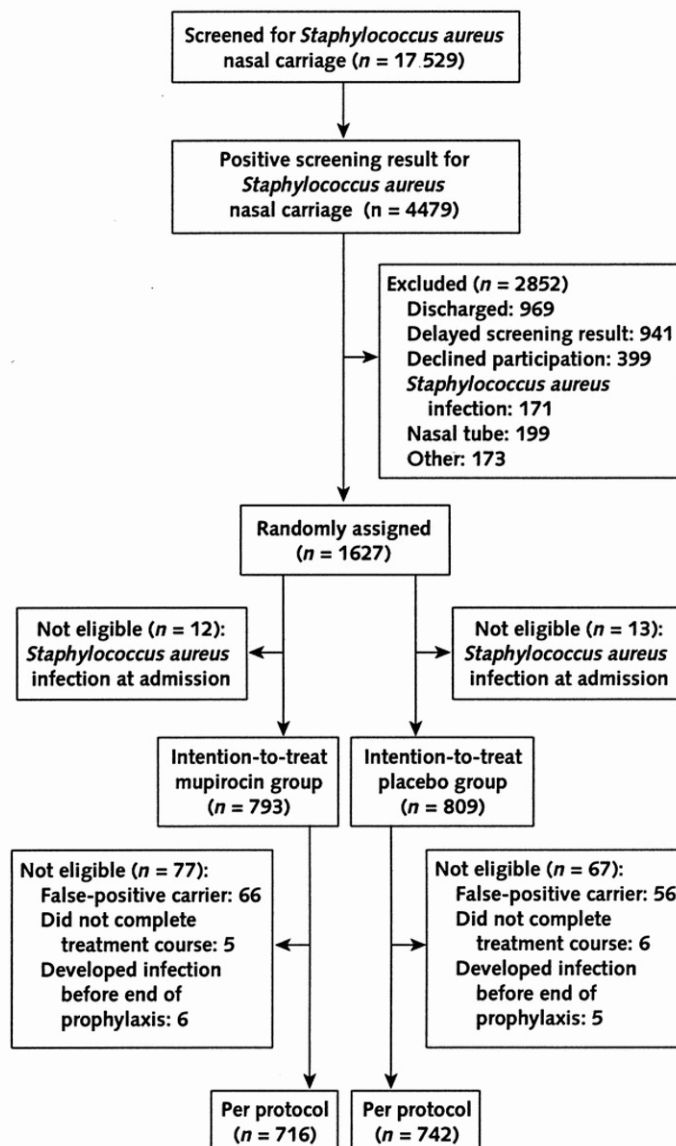 Screened for Staphylococcus aureus
nasal carriage (n = 17 529)
Positive screening result for
Staphylococcus aureus
nasal carriage (n = 4479)
Excluded (n = 2852)
Discharged: 969
Delayed screening result: 941
Declined participation: 399
Staphylococcus aureus
infection: 171
Nasal tube: 199
Other: 173
Randomly assigned
(n = 1627)
Not eligible (n = 12):
Staphylococcus aureus
infection at admission
Not eligible (n = 13):
Staphylococcus aureus
infection at admission
Intention-to-treat
mupirocin group
(n = 793)
Intention-to-treat
placebo group
(n = 809)
Not eligible (n = 77):
False-positive carrier: 66
Did not complete
treatment course: 5
Developed infection
before end of
prophylaxis: 6
Not eligible (n = 67):
False-positive carrier: 56
Did not complete
treatment course: 6
Developed infection
before end of
prophylaxis: 5
Per protocol
(n = 716)
Per protocol
(n = 742)